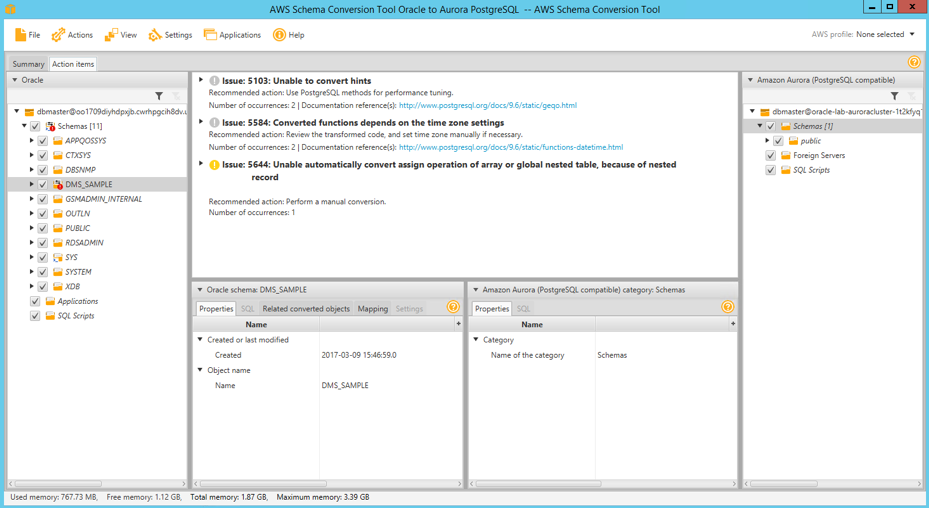 AWS Schema Conversion Tool Oracle to Aurora PostgreSQL -- AWS Schema Conversion Tool
File Actions View Settings Applications Help AWS profile: None selected
Summary Action items
Oracle
dbmaster@oo1709diyhdpxjb.cwrhpgcih8dv.u
Schemas [11]
APPQOSSYS
CTXSYS
DBSNMP
DMS_SAMPLE
GSMADMIN_INTERNAL
OUTLN
PUBLIC
RDSADMIN
SYS
SYSTEM
XDB
Applications
SQL Scripts
Issue: 5103: Unable to convert hints
Recommended action: Use PostgreSQL methods for performance tuning.
Number of occurrences: 2 | Documentation reference(s): http://www.postgresql.org/docs/9.6/static/geqo.html
Issue: 5584: Converted functions depends on the time zone settings
Recommended action: Review the transformed code, and set time zone manually if necessary.
Number of occurrences: 2 | Documentation reference(s): http://www.postgresql.org/docs/9.6/static/functions-datetime.html
Issue: 5644: Unable automatically convert assign operation of array or global nested table, because of nested
record
Recommended action: Perform a manual conversion.
Number of occurrences: 1
Oracle schema: DMS_SAMPLE
Properties SQL Related converted objects Mapping Settings
Name
Created or last modified
Created 2017-03-09 15:46:59.0
Object name
Name DMS_SAMPLE
Amazon Aurora (PostgreSQL compatible) category: Schemas
Properties SQL
Name
Category
Name of the category Schemas
Amazon Aurora (PostgreSQL compatible)
dbmaster@oracle-lab-auroracluster-1t2kfyq
Schemas [1]
public
Foreign Servers
SQL Scripts
Used memory: 767.73 MB, Free memory: 1.12 GB, Total memory: 1.87 GB, Maximum memory: 3.39 GB